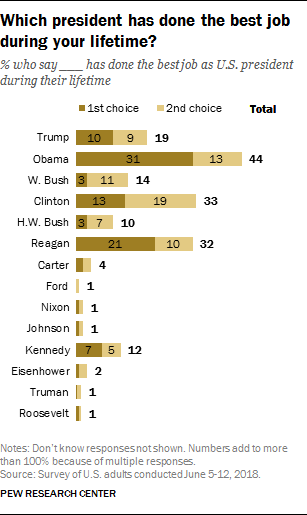 Which president has done the best job
during your lifetime?
% who say ___ has done the best job as U.S. president
during their lifetime
1st choice 2nd choice Total
Trump 10 9 19
Obama 31 13 44
W. Bush 3 11 14
Clinton 13 19 33
H.W. Bush 3 7 10
Reagan 21 10 32
Carter 4
Ford 1
Nixon 1
Johnson 1
Kennedy 7 5 12
Eisenhower 2
Truman 1
Roosevelt 1
Notes: Don't know responses not shown. Numbers add to more
than 100% because of multiple responses.
Source: Survey of U.S. adults conducted June 5-12, 2018.
PEW RESEARCH CENTER